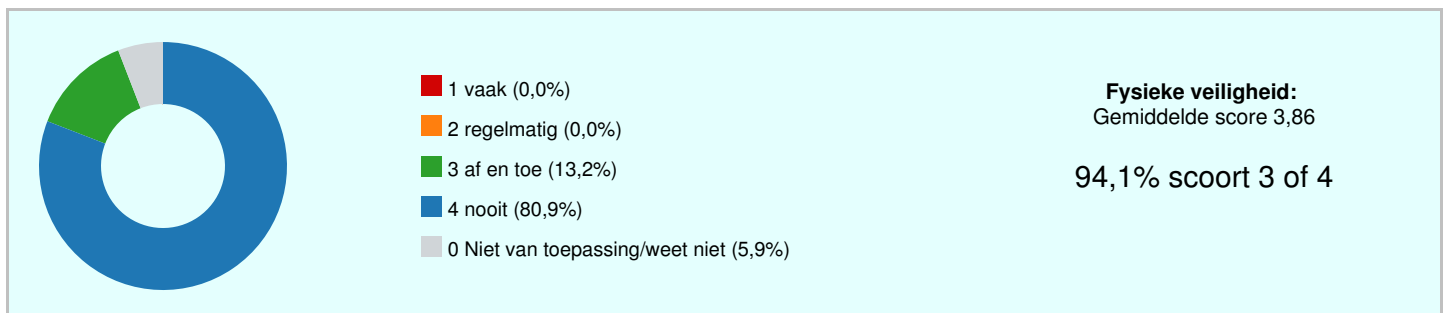 1 vaak (0,0%)
2 regelmatig (0,0%)
3 af en toe (13,2%)
4 nooit (80,9%)
0 Niet van toepassing/weet niet (5,9%)
Fysieke veiligheid:
Gemiddelde score 3,86
94,1% scoort 3 of 4